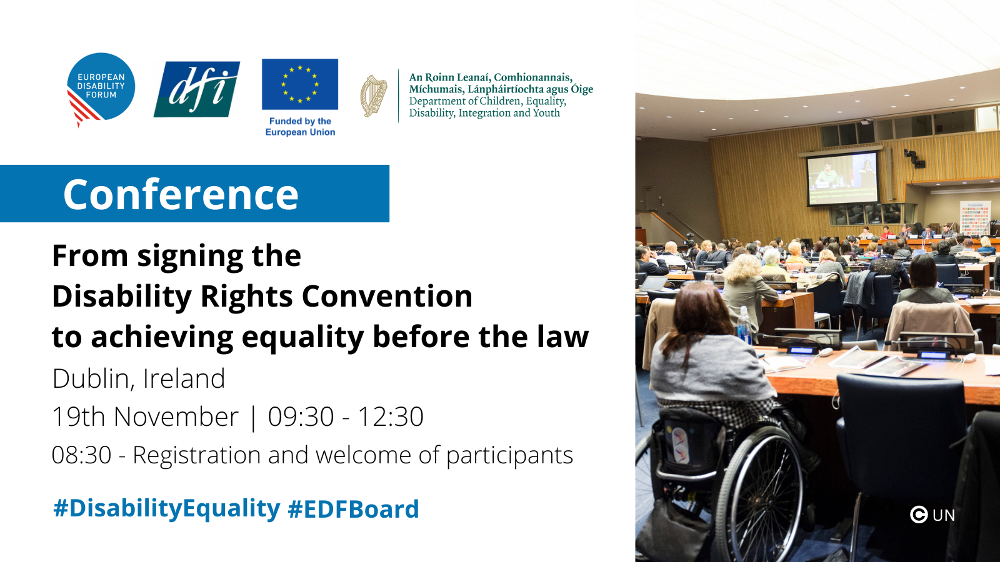 EUROPEAN
DISABILITY
FORUM
dfi
Funded by the
European Union
An Roinn Leanaí, Comhionannais,
Míchumais, Lánpháirtíochta agus Óige
Department of Children, Equality,
Disability, Integration and Youth
Conference
From signing the
Disability Rights Convention
to achieving equality before the law
Dublin, Ireland
19th November | 09:30 - 12:30
08:30 - Registration and welcome of participants
#DisabilityEquality #EDFBoard
© UN